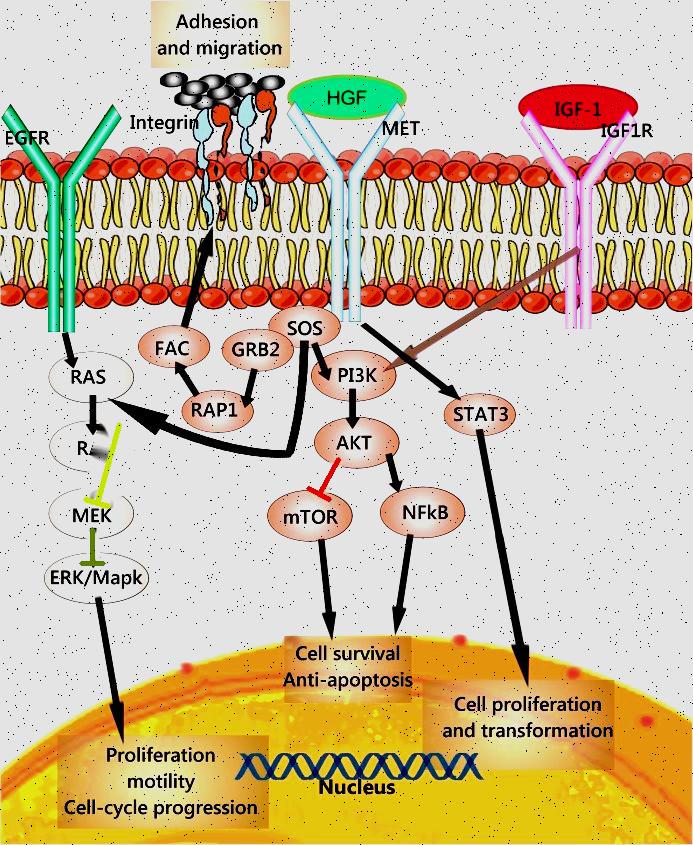 Adhesion
and migration
HGF
IGF-1
EGFR
Integrin
MET
IGF1R
SOS
FAC
GRB2
RAS
PI3K
RAP1
STAT3
AKT
MEK
mTOR
NFkB
ERK/Mapk
Cell survival
Anti-apoptosis
Cell proliferation
and transformation
Proliferation
motility
Cell-cycle progression
Nucleus